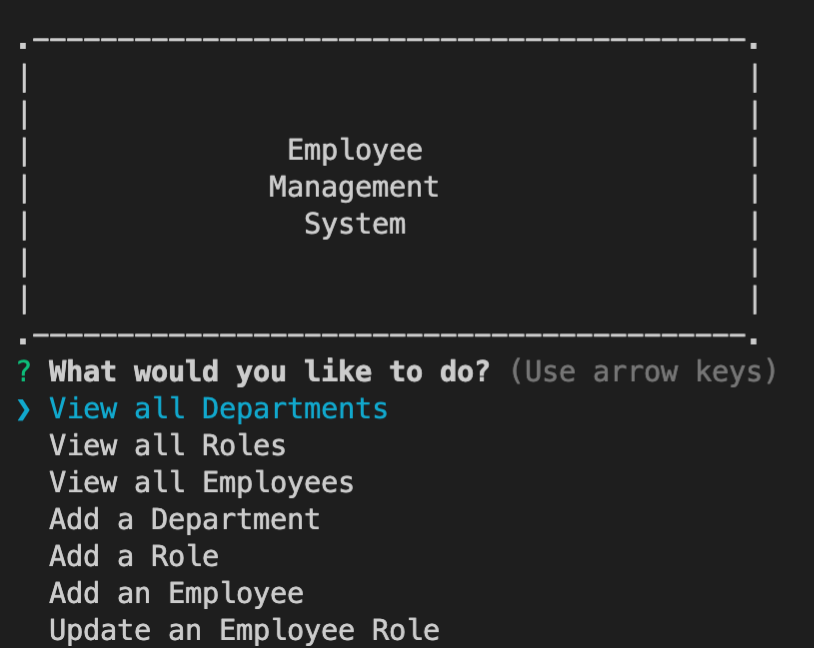 Employee
Management
System
? What would you like to do? (Use arrow keys)
❯ View all Departments
View all Roles
View all Employees
Add a Department
Add a Role
Add an Employee
Update an Employee Role